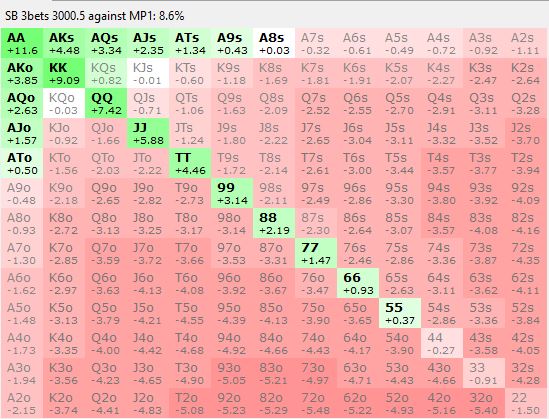 SB 3bets 3000.5 against MP1: 8.6%
AA AKs AQs AJs ATs A9s A8s A7s A6s A5s A4s A3s A2s
+11.6 +4.48 +3.34 +2.35 +1.34 +0.43 +0.03 -0.32 -0.61 -0.49 -0.72 -0.92 -1.11
AKo KK KQs KJs KTs K9s K8s K7s K6s K5s K4s K3s K2s
+3.85 +9.09 +0.82 -0.01 -0.60 -1.18 -1.69 -1.81 -1.91 -2.07 -2.27 -2.47 -2.64
AQo KQo QQ QJs QTs Q9s Q8s Q7s Q6s Q5s Q4s Q3s Q2s
+2.63 -0.03 +7.42 -0.71 -1.06 -1.63 -2.09 -2.52 -2.55 -2.70 -2.91 -3.11 -3.28
AJo KJo QJo JJ JTs J9s J8s J7s J6s J5s J4s J3s J2s
+1.57 -0.92 -1.66 +5.88 -1.24 -1.80 -2.22 -2.65 -3.04 -3.11 -3.32 -3.52 -3.70
ATo KTo QTo JTo TT T9s T8s T7s T6s T5s T4s T3s T2s
+0.50 -1.56 -2.03 -2.22 +4.46 -1.72 -2.14 -2.61 -3.00 -3.44 -3.57 -3.77 -3.94
A9o K9o Q9o J9o T9o 99 98s 97s 96s 95s 94s 93s 92s
-0.48 -2.18 -2.65 -2.82 -2.73 +3.14 -2.11 -2.49 -2.86 -3.30 -3.80 -3.92 -4.09
A8o K8o Q8o J8o T8o 98o 88 87s 86s 85s 84s 83s 82s
-0.93 -2.72 -3.13 -3.25 -3.17 -3.14 +2.19 -2.30 -2.64 -3.07 -3.57 -4.08 -4.16
A7o K7o Q7o J7o T7o 97o 87o 77 76s 75s 74s 73s 72s
-1.30 -2.85 -3.59 -3.72 -3.66 -3.53 -3.31 +1.47 -2.46 -2.86 -3.36 -3.87 -4.35
A6o K6o Q6o J6o T6o 96o 86o 76o 66 65s 64s 63s 62s
-1.62 -2.97 -3.63 -4.13 -4.08 -3.92 -3.67 -3.47 +0.93 -2.63 -3.11 -3.62 -4.11
A5o K5o Q5o J5o T5o 95o 85o 75o 65o 55 54s 53s 52s
-1.48 -3.13 -3.79 -4.21 -4.55 -4.39 -4.13 -3.90 -3.65 +0.37 -2.86 -3.36 -3.84
A4o K4o Q4o J4o T4o 94o 84o 74o 64o 54o 44 43s 42s
-1.73 -3.35 -4.00 -4.42 -4.68 -4.92 -4.66 -4.43 -4.17 -3.90 -0.27 -3.58 -4.05
A3o K3o Q3o J3o T3o 93o 83o 73o 63o 53o 43o 33 32s
-1.94 -3.56 -4.23 -4.65 -4.90 -5.05 -5.21 -4.97 -4.71 -4.43 -4.66 -0.91 -4.28
A2o K2o Q2o J2o T2o 92o 82o 72o 62o 52o 42o 32o 22
-2.15 -3.74 -4.41 -4.83 -5.08 -5.23 -5.29 -5.48 -5.22 -4.93 -5.16 -5.40 -1.56